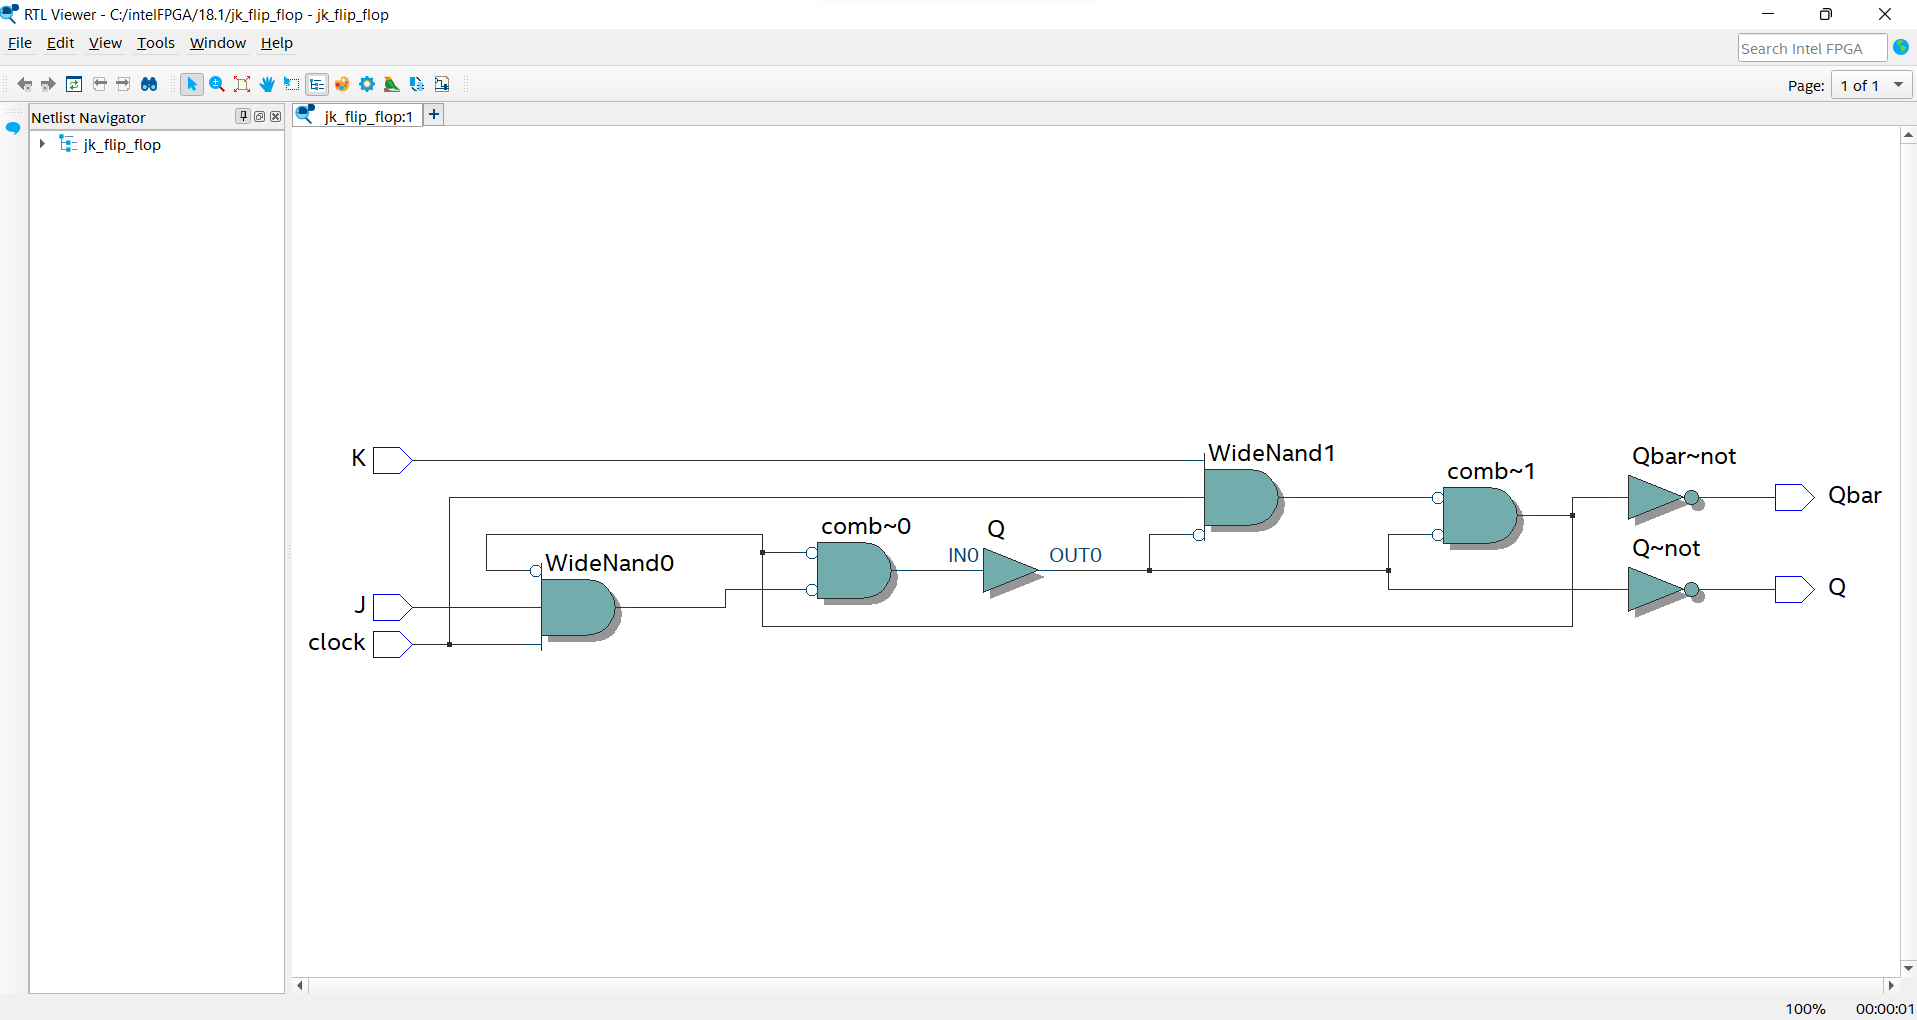 RTL Viewer - C:/intelFPGA/18.1/jk_flip_flop - jk_flip_flop
File Edit View Tools Window Help
Search Intel FPGA
Page: 1 of 1
Netlist Navigator
jk_flip_flop:1
jk_flip_flop
K
WideNand1
Qbar~not
comb~1
Qbar
comb~0
Q
IN0
OUT0
Q~not
WideNand0
Q
J
clock
100%
00:00:01